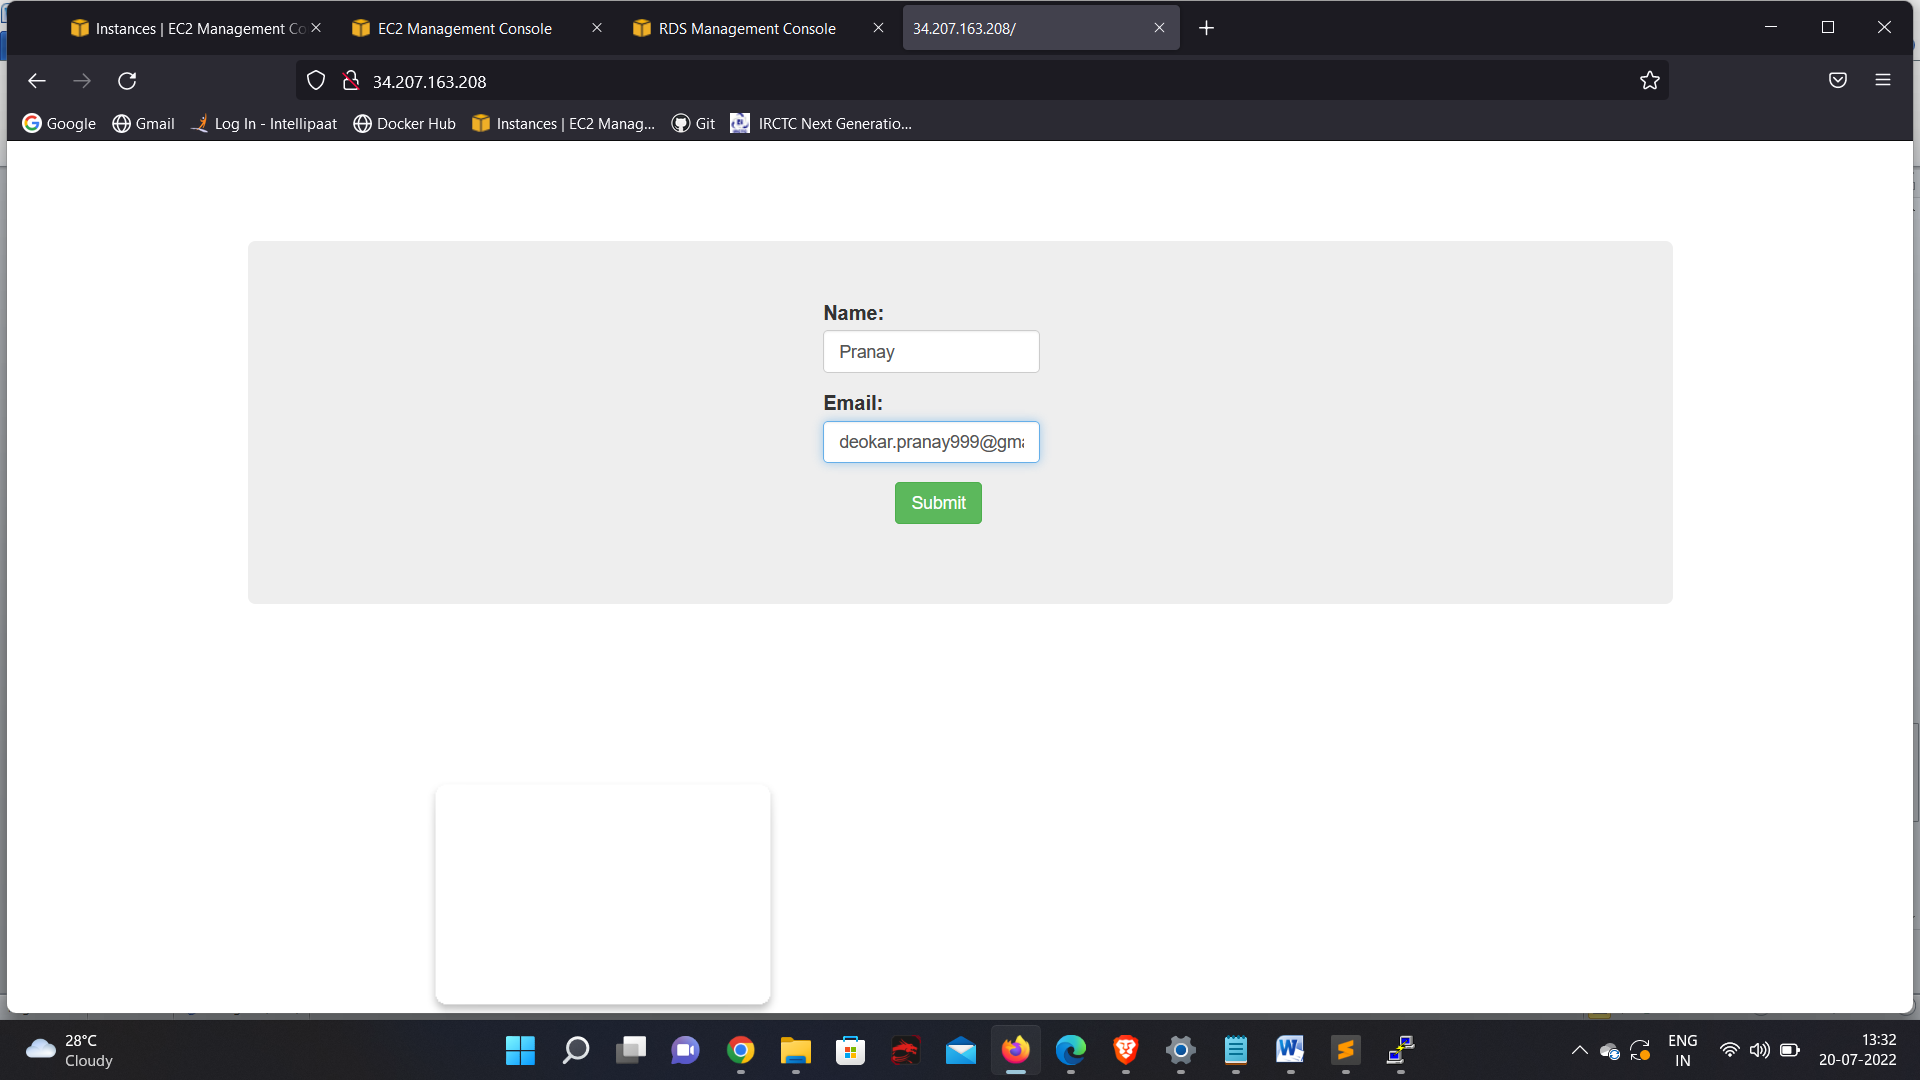 Instances | EC2 Management Co
EC2 Management Console
RDS Management Console
34.207.163.208/
34.207.163.208
Google
Gmail
Log In - Intellipaat
Docker Hub
Instances | EC2 Manag...
Git
IRCTC Next Generatio...
Name:
Pranay
Email:
deokar.pranay999@gma
Submit
28°C
Cloudy
ENG
IN
13:32
20-07-2022